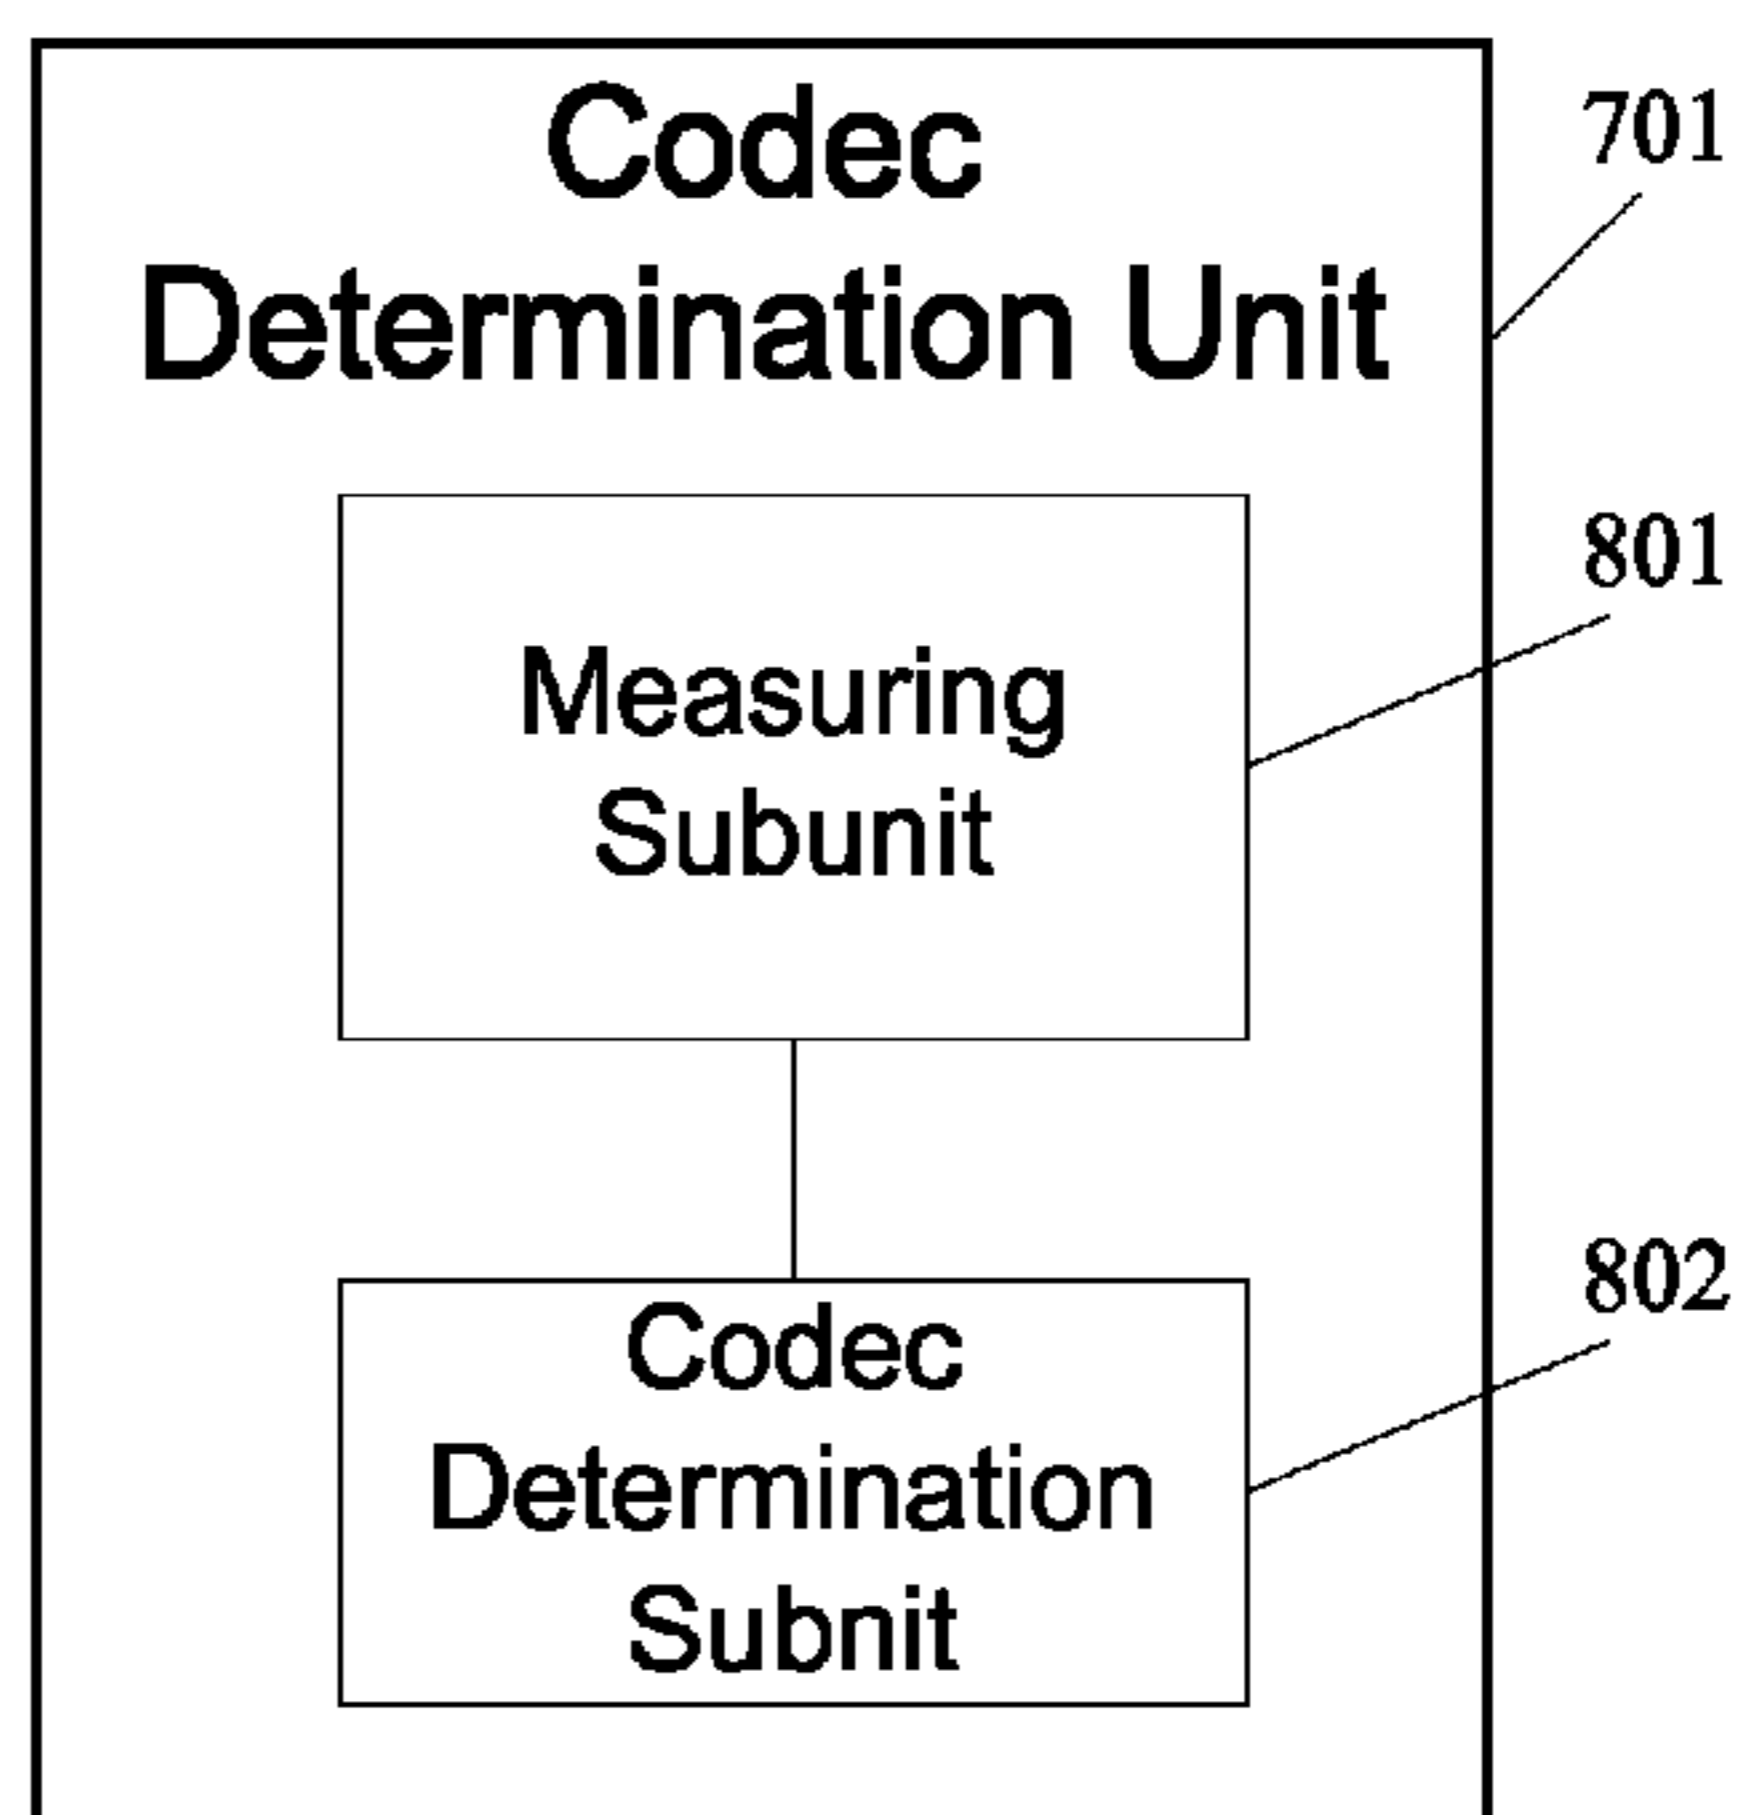 Codec
Determination Unit
701
Measuring
Subunit
801
Codec
Determination
Subnit
802